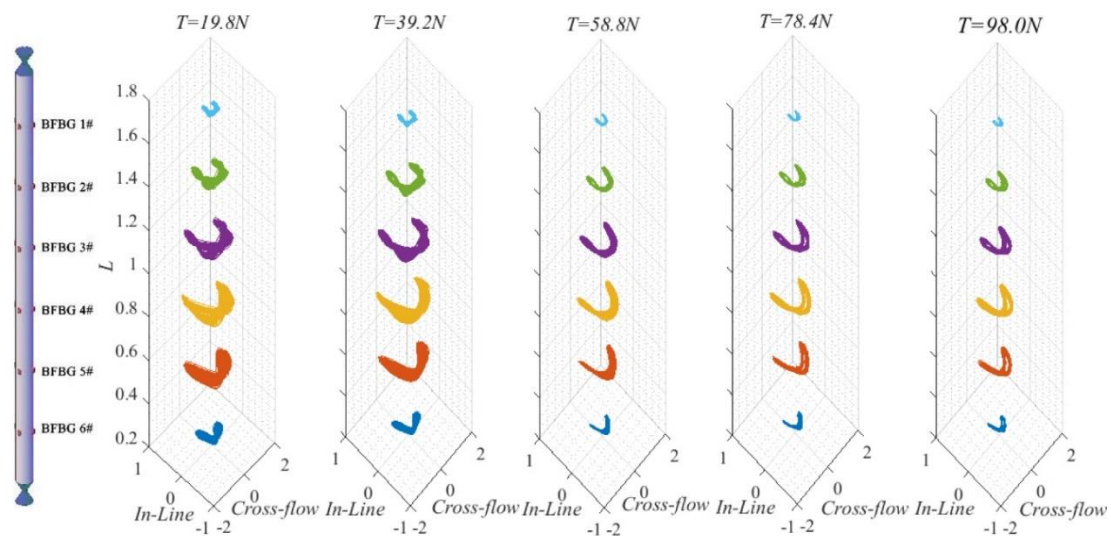 T=19.8N
T=39.2N
T=58.8N
T=78.4N
T=98.0N
BFBG 1#
BFBG 2#
BFBG 3#
BFBG 4#
BFBG 5#
BFBG 6#
L
1.8
1.6
1.4
1.2
1
0.8
0.6
0.4
0.2
1
0
-1
-2
0
2
In-Line
Cross-flow
1
0
-1
-2
0
2
In-Line
Cross-flow
1
0
-1
-2
0
2
In-Line
Cross-flow
1
0
-1
-2
0
2
In-Line
Cross-flow
1
0
-1
-2
0
2
In-Line
Cross-flow